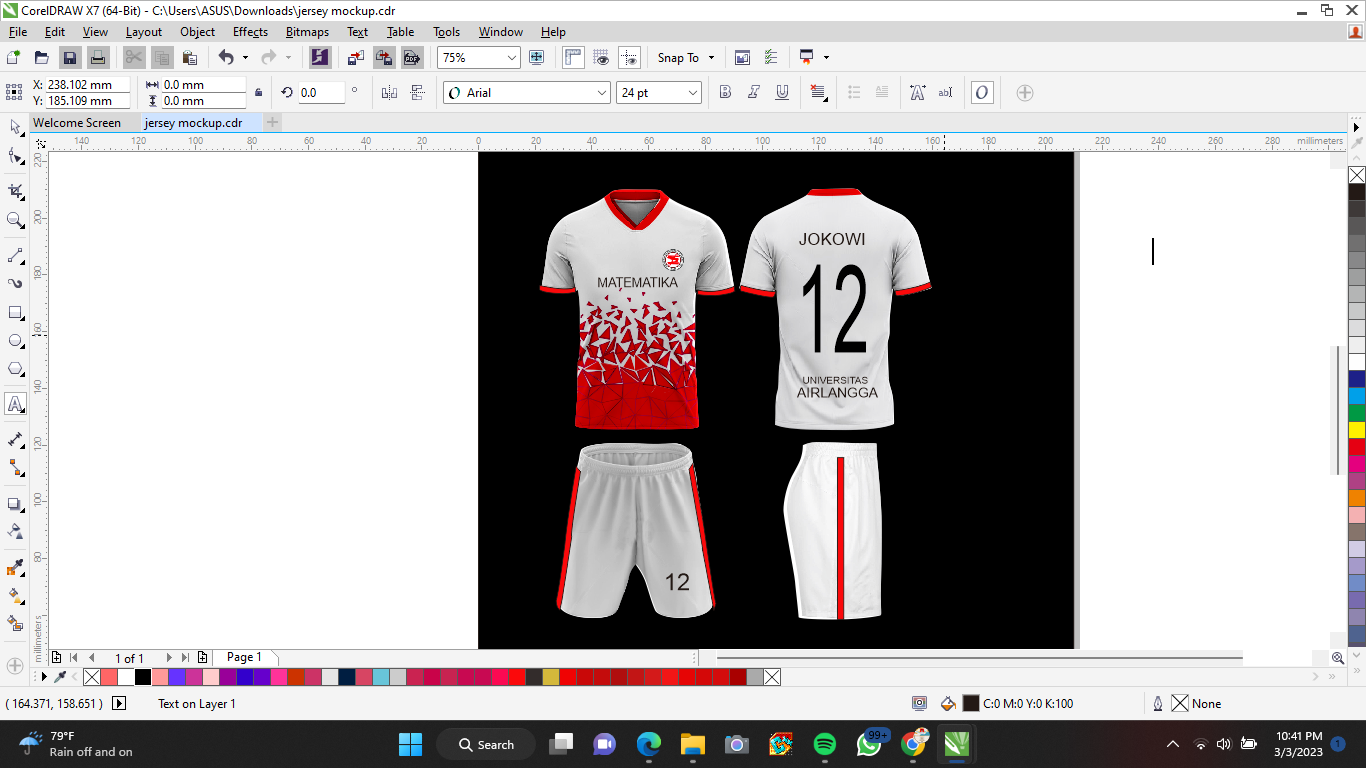 CorelDRAW X7 (64-Bit) - C:\Users\ASUS\Downloads\jersey mockup.cdr
File Edit View Layout Object Effects Bitmaps Text Table Tools Window Help
75% Snap To
X: 238.102 mm 0.0 mm
Y: 185.109 mm 0.0 mm
0.0 ° Arial 24 pt
Welcome Screen jersey mockup.cdr
140 120 100 80 60 40 20 0 20 40 60 80 100 120 140 160 180 200 220 240 260 280 millimeters
220
200
180
160
140
120
100
80
millimeters
JOKOWI
12
MATEMATIKA
UNIVERSITAS
AIRLANGGA
12
1 of 1 Page 1
( 164.371, 158.651 ) Text on Layer 1 C:0 M:0 Y:0 K:100 None
79°F
Rain off and on
Search
99+
10:41 PM
3/3/2023
1